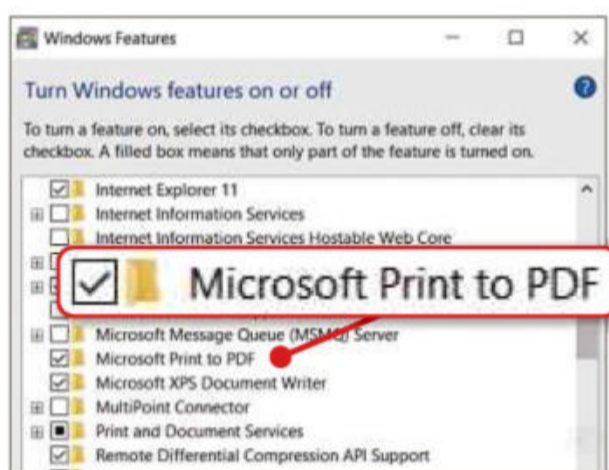 Windows Features
Turn Windows features on or off
To turn a feature on, select its checkbox. To turn a feature off, clear its
checkbox. A filled box means that only part of the feature is turned on.
Internet Explorer 11
Internet Information Services
Internet Information Services Hostable Web Core
Microsoft Print to PDF
Microsoft Message Queue (MSMQ) Server
Microsoft Print to PDF
Microsoft XPS Document Writer
MultiPoint Connector
Print and Document Services
Remote Differential Compression API Support